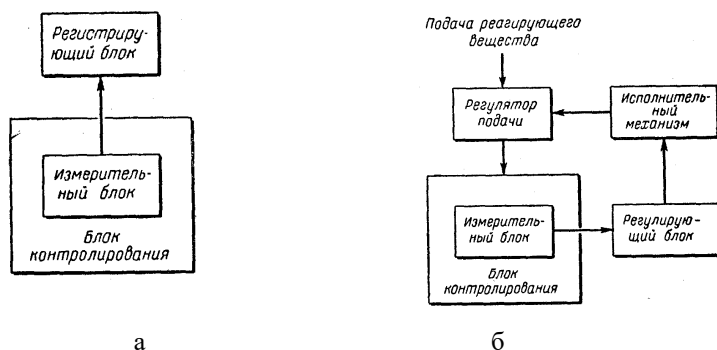 Регистрирую-
щий блок
Измеритель-
ный блок
Блок
контролирования
а
Подача реагирующего
вещества
Регулятор
подачи
Исполнитель-
ный
механизм
Измеритель-
ный блок
Блок
контролирования
Регулирую-
щий блок
б